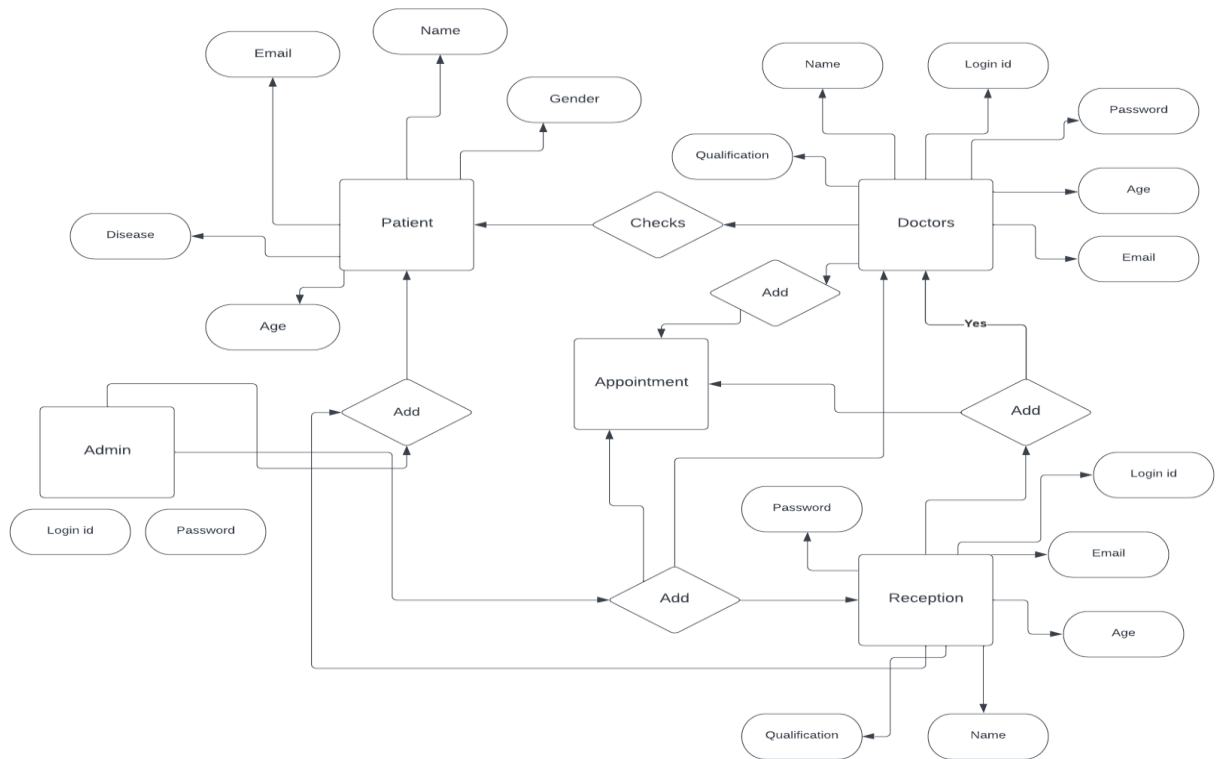 Name
Email
Name
Login id
Gender
Password
Qualification
Age
Patient
Checks
Doctors
Disease
Email
Add
Age
Yes
Appointment
Add
Add
Admin
Login id
Password
Login id
Password
Email
Add
Reception
Age
Qualification
Name